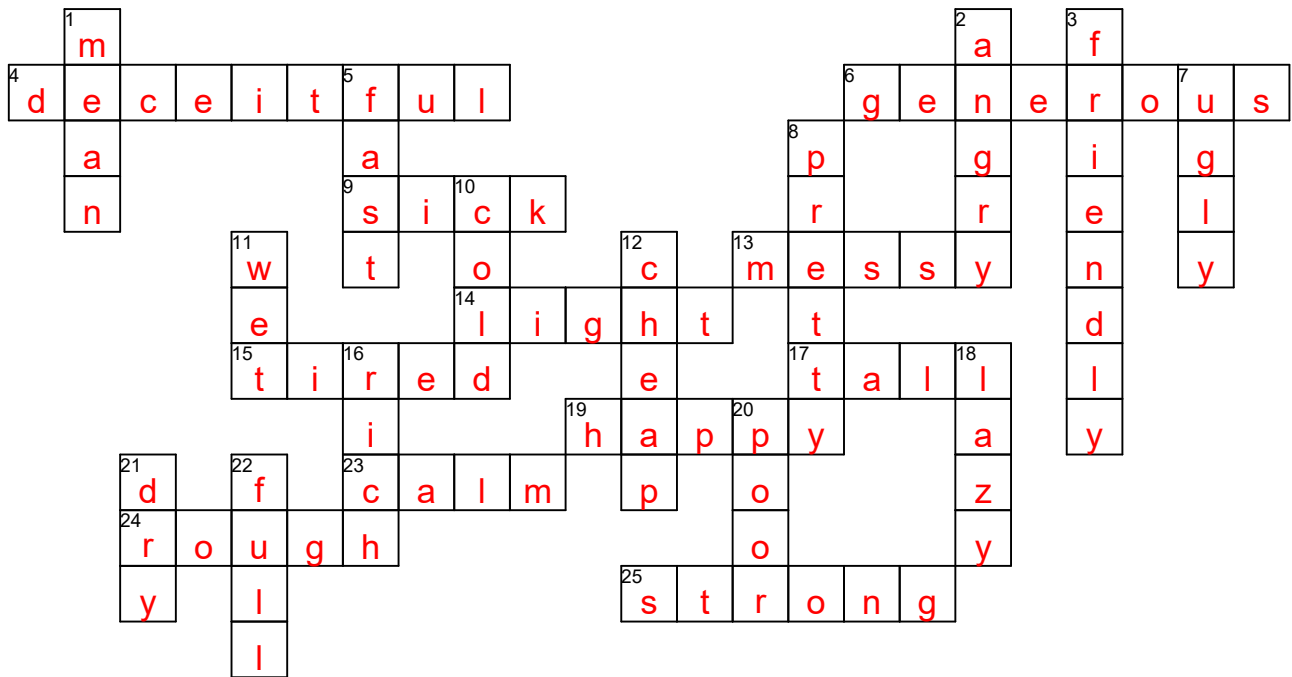 1 2 3
m a f
4 5 6 7
d e c e i t f u l g e n e r o u s
8
a a p g i g
9 10
n s i c k r r e l
11 12 13
w t o c m e s s y n y
14
e l i g h t t d
15 16 17 18
t i r e d e t a l l l
19 20
i h a p p y a y
21 22 23
d f c a l m p o z
24
r o u g h o y
25
y l s t r o n g
l